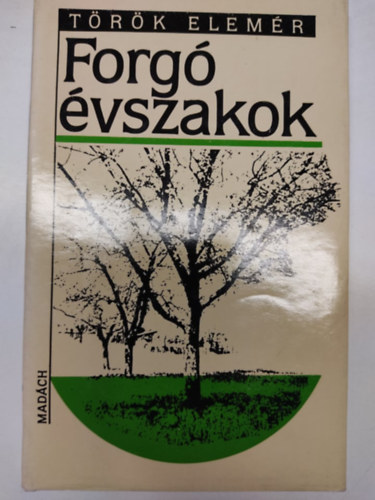 TÖRÖK ELEMÉR
Forgó
évszakok
MADÁCH